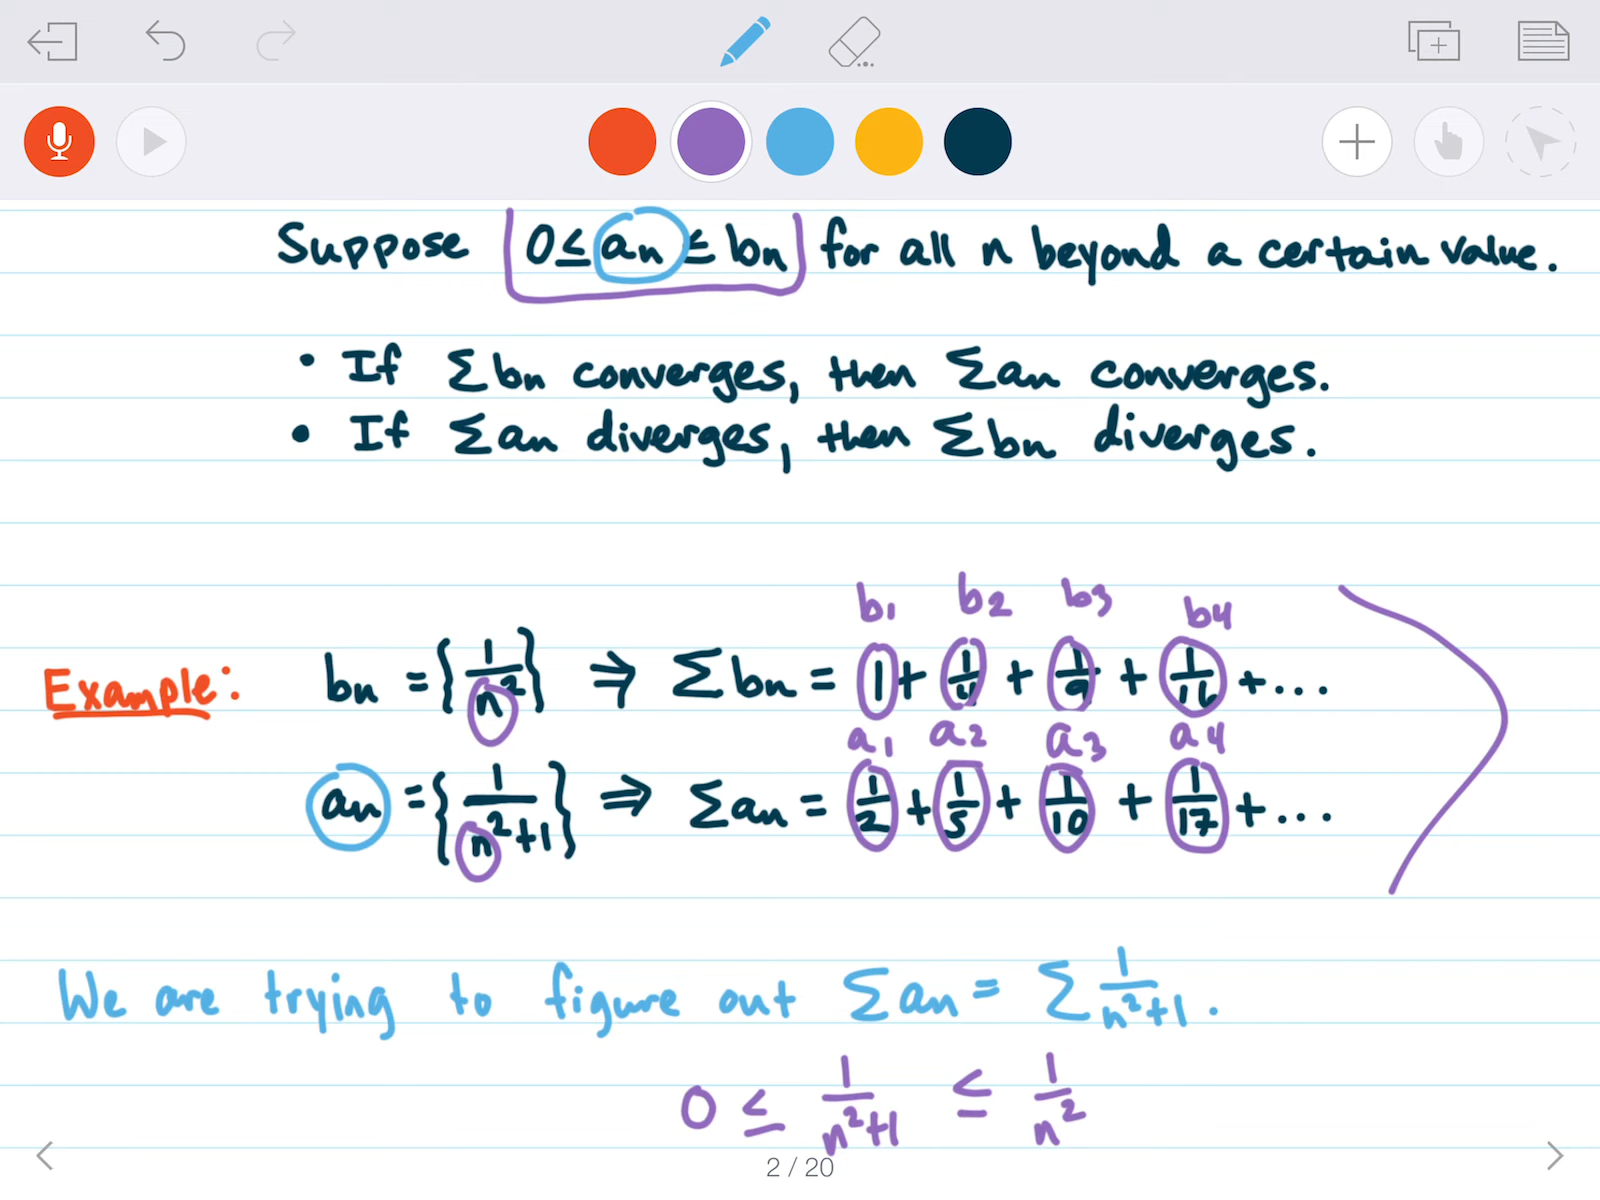 Suppose 0 ≤ an ≤ bn for all n beyond a certain value.
• If Σbn converges, then Σan converges.
• If Σan diverges, then Σbn diverges.
b1 b2 b3 b4
Example: bn = {1/n²} ⇒ Σbn = 1 + 1/4 + 1/9 + 1/16 + ...
a1 a2 a3 a4
an = {1/n²+1} ⇒ Σan = 1/2 + 1/5 + 1/10 + 1/17 + ...
We are trying to figure out Σan = Σ 1/n²+1.
0 ≤ 1/n²+1 ≤ 1/n²
2 / 20